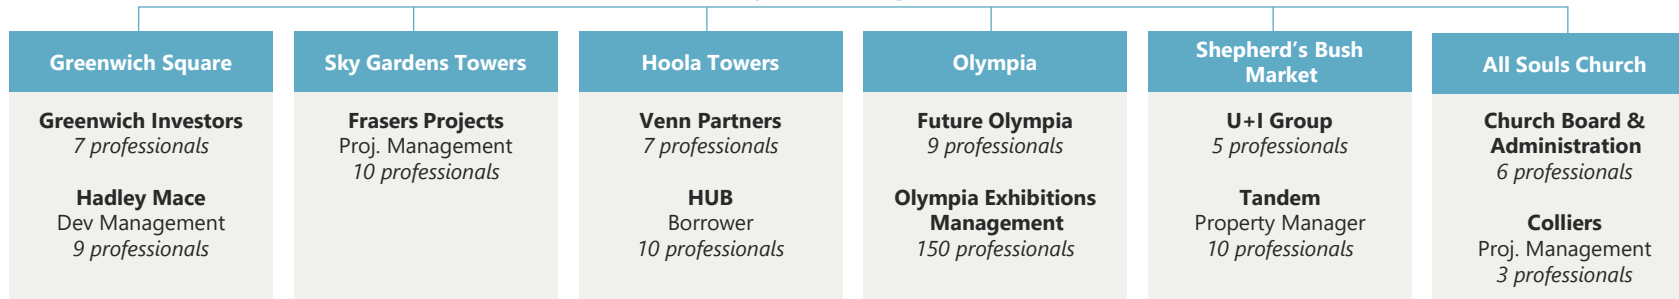 Greenwich Square
Greenwich Investors
7 professionals
Hadley Mace
Dev Management
9 professionals
Sky Gardens Towers
Frasers Projects
Proj. Management
10 professionals
Hoola Towers
Venn Partners
7 professionals
HUB
Borrower
10 professionals
Olympia
Future Olympia
9 professionals
Olympia Exhibitions
Management
150 professionals
Shepherd’s Bush
Market
U+I Group
5 professionals
Tandem
Property Manager
10 professionals
All Souls Church
Church Board &
Administration
6 professionals
Colliers
Proj. Management
3 professionals